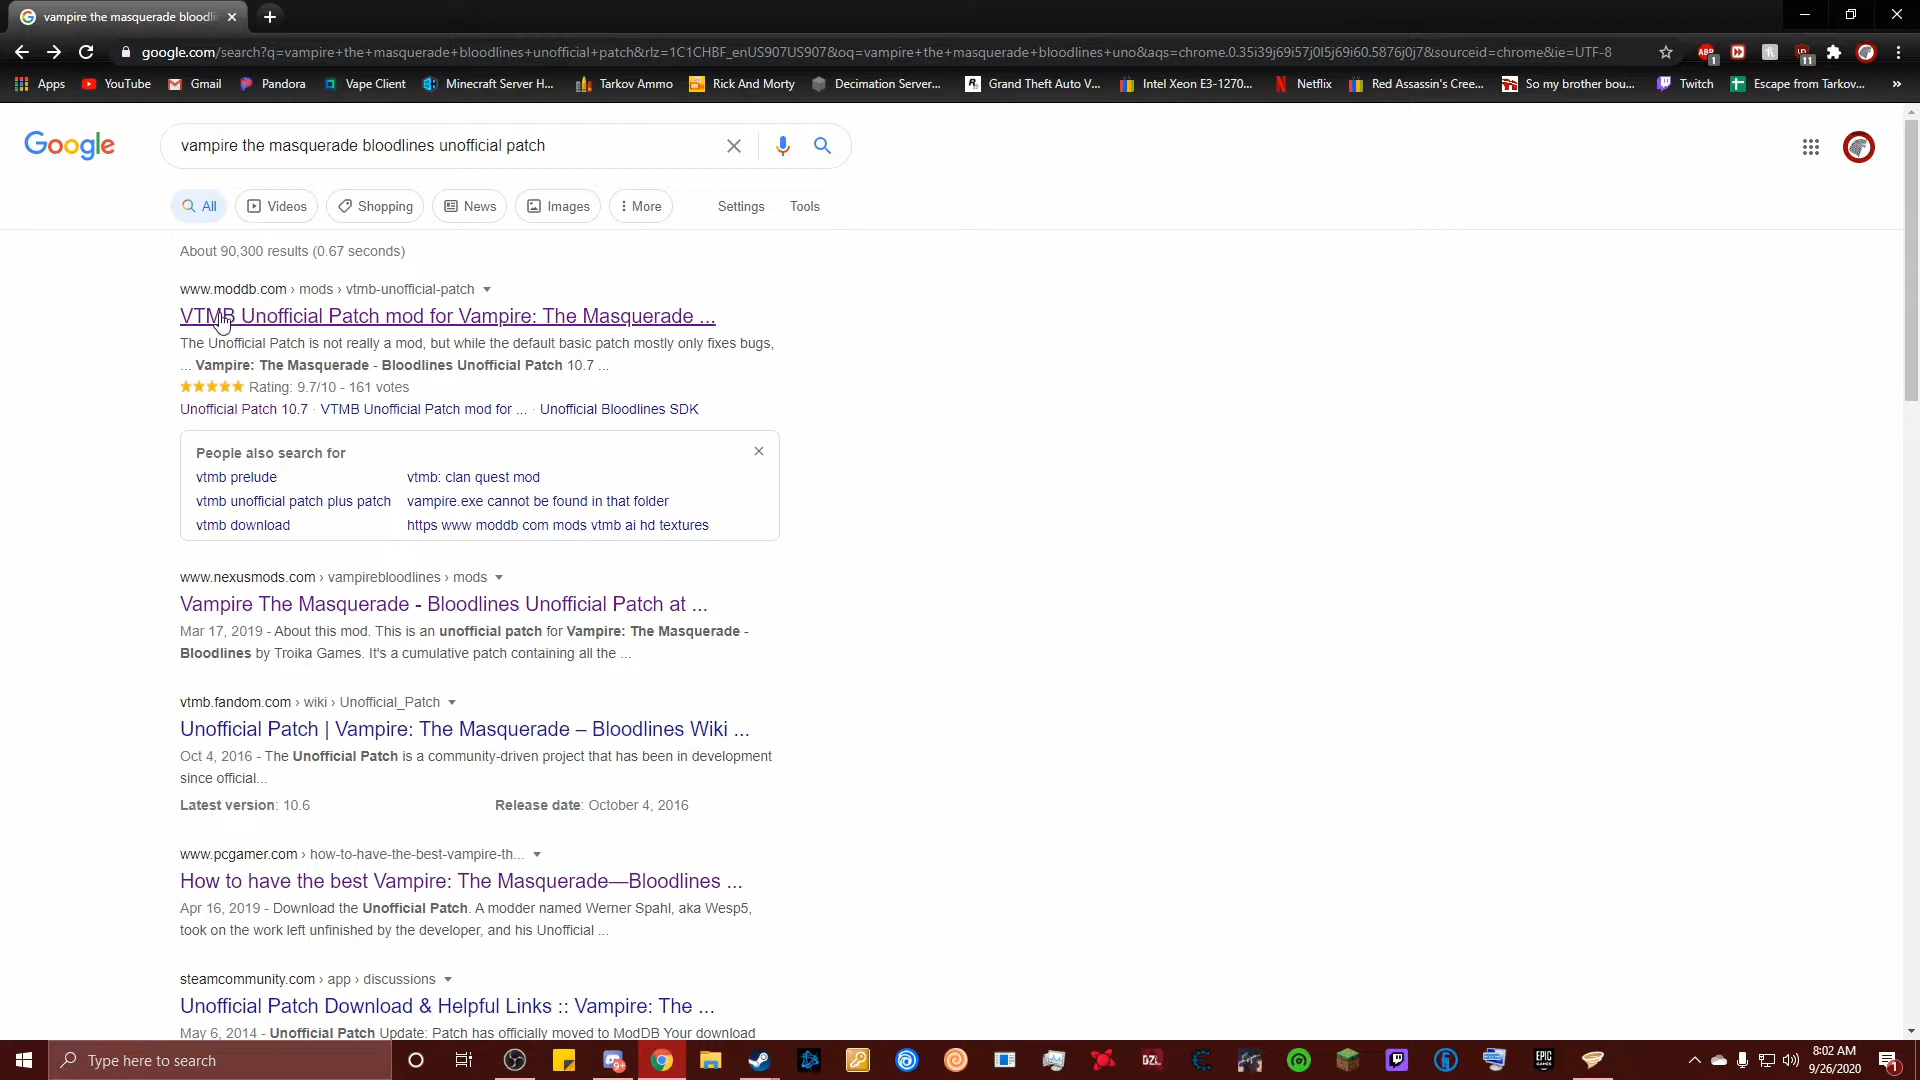 vampire the masquerade bloodli
google.com/search?q=vampire+the+masquerade+bloodlines+unofficial+patch&rlz=1C1CHBF_enUS907US907&oq=vampire+the+masquerade+bloodlines+uno&aqs=chrome.0.35i39j69i57j0l5j69i60.5876j0j7&sourceid=chrome&ie=UTF-8
ABP 1 11
Apps YouTube Gmail Pandora Vape Client Minecraft Server H... Tarkov Ammo Rick And Morty Decimation Server... Grand Theft Auto V... Intel Xeon E3-1270... Netflix Red Assassin's Cree... So my brother bou... Twitch Escape from Tarkov... »
Google vampire the masquerade bloodlines unofficial patch
All Videos Shopping News Images More Settings Tools
About 90,300 results (0.67 seconds)
www.moddb.com › mods › vtmb-unofficial-patch
VTMB Unofficial Patch mod for Vampire: The Masquerade ...
The Unofficial Patch is not really a mod, but while the default basic patch mostly only fixes bugs,
... Vampire: The Masquerade - Bloodlines Unofficial Patch 10.7 ...
Rating: 9.7/10 - 161 votes
Unofficial Patch 10.7 · VTMB Unofficial Patch mod for ... · Unofficial Bloodlines SDK
People also search for
vtmb prelude vtmb: clan quest mod
vtmb unofficial patch plus patch vampire.exe cannot be found in that folder
vtmb download https www moddb com mods vtmb ai hd textures
www.nexusmods.com › vampirebloodlines › mods
Vampire The Masquerade - Bloodlines Unofficial Patch at ...
Mar 17, 2019 - About this mod. This is an unofficial patch for Vampire: The Masquerade -
Bloodlines by Troika Games. It's a cumulative patch containing all the ...
vtmb.fandom.com › wiki › Unofficial_Patch
Unofficial Patch | Vampire: The Masquerade – Bloodlines Wiki ...
Oct 4, 2016 - The Unofficial Patch is a community-driven project that has been in development
since official...
Latest version: 10.6 Release date: October 4, 2016
www.pcgamer.com › how-to-have-the-best-vampire-th...
How to have the best Vampire: The Masquerade—Bloodlines ...
Apr 16, 2019 - Download the Unofficial Patch. A modder named Werner Spahl, aka Wesp5,
took on the work left unfinished by the developer, and his Unofficial ...
steamcommunity.com › app › discussions
Unofficial Patch Download & Helpful Links :: Vampire: The ...
May 6, 2014 - Unofficial Patch Update: Patch has officially moved to ModDB Your download
Type here to search
9+
DZL
EPIC GAMES
8:02 AM
9/26/2020
1